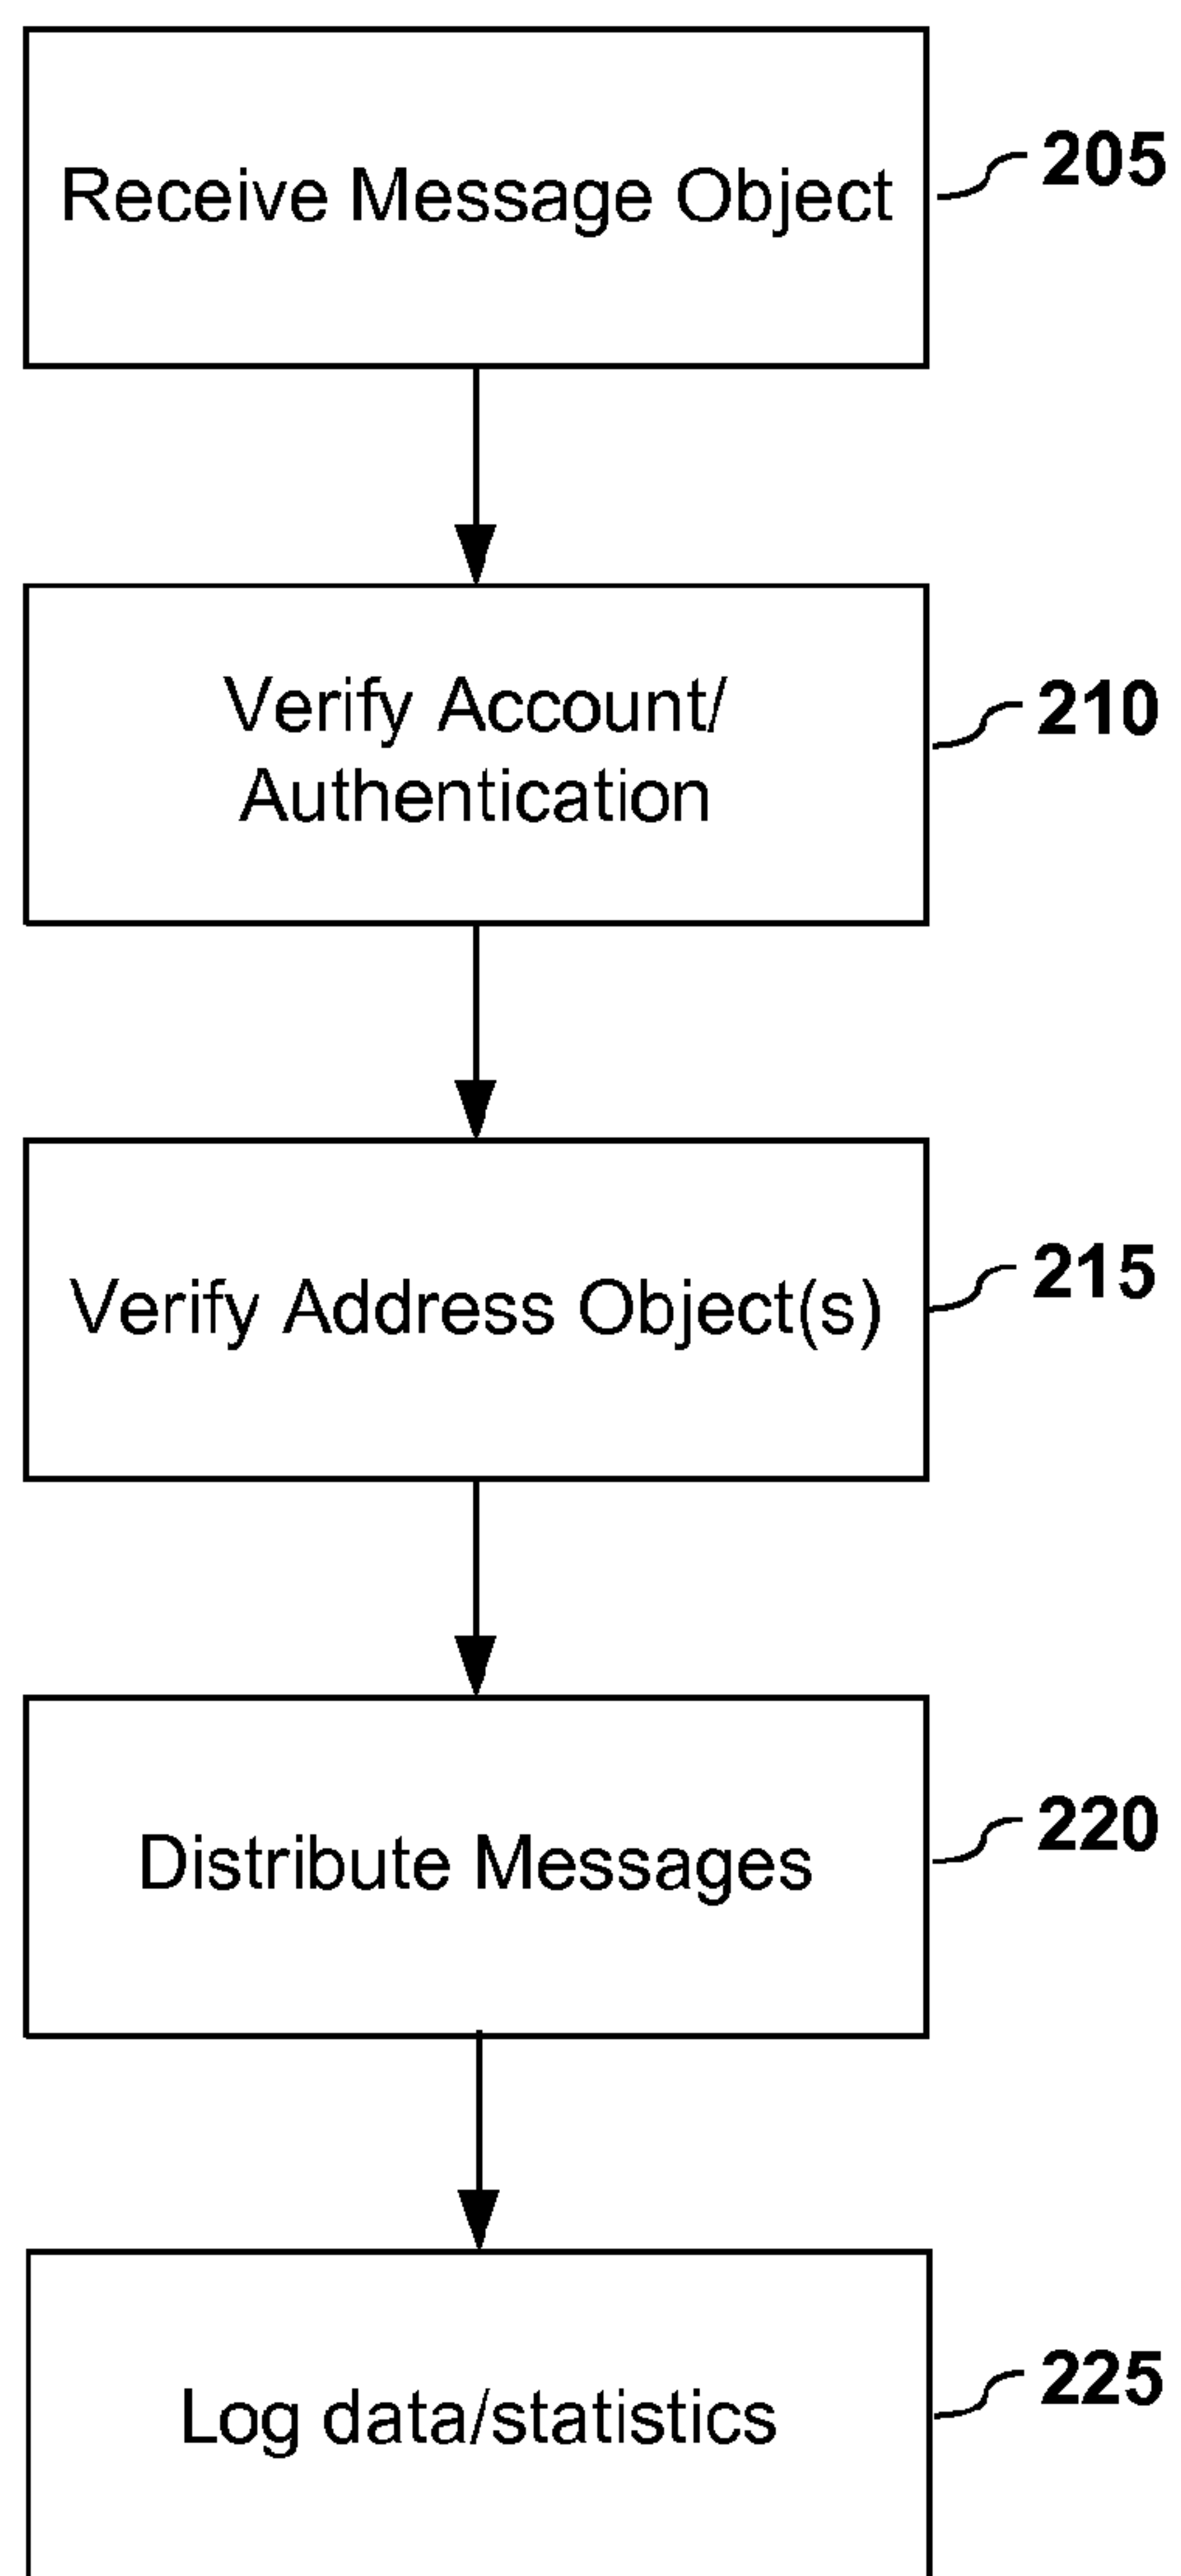 Receive Message Object
205
Verify Account/
Authentication
210
Verify Address Object(s)
215
Distribute Messages
220
Log data/statistics
225